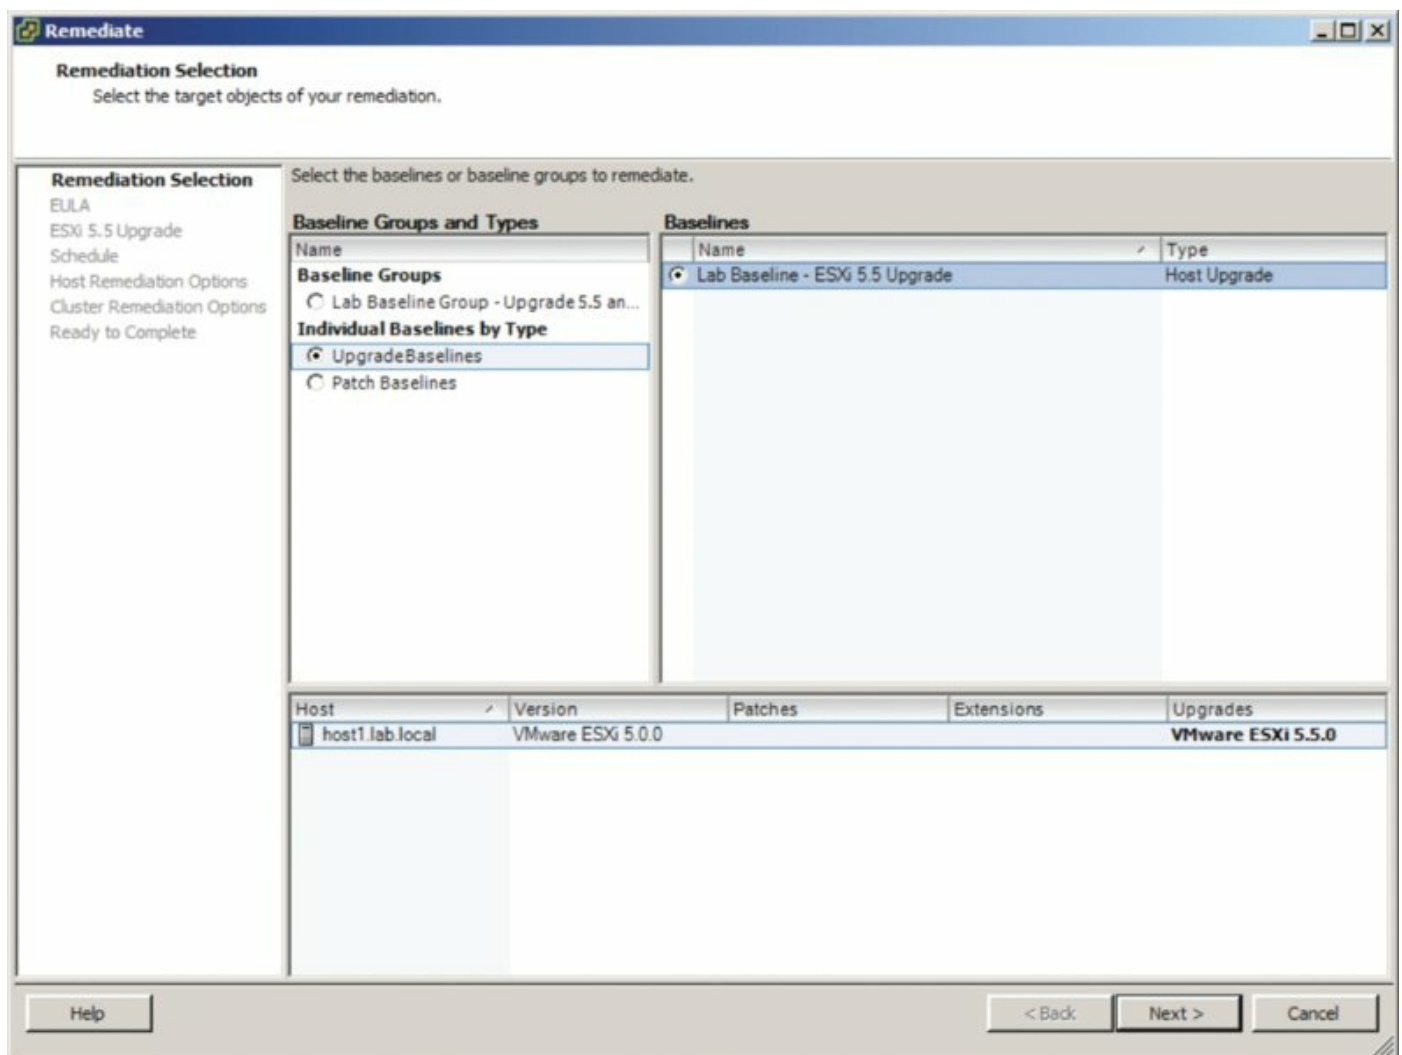 Remediate
Remediation Selection
Select the target objects of your remediation.
Remediation Selection
EULA
ESXi 5.5 Upgrade
Schedule
Host Remediation Options
Cluster Remediation Options
Ready to Complete
Select the baselines or baseline groups to remediate.
Baseline Groups and Types
Name
Baseline Groups
Lab Baseline Group - Upgrade 5.5 an...
Individual Baselines by Type
UpgradeBaselines
Patch Baselines
Baselines
Name Type
Lab Baseline - ESXi 5.5 Upgrade Host Upgrade
Host Version Patches Extensions Upgrades
host1.lab.local VMware ESXi 5.0.0 VMware ESXi 5.5.0
Help < Back Next > Cancel